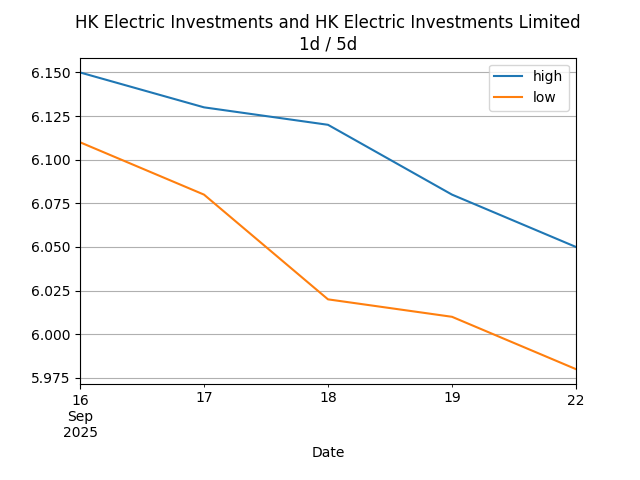 HK Electric Investments and HK Electric Investments Limited
1d / 5d
high
low
6.150
6.125
6.100
6.075
6.050
6.025
6.000
5.975
16 17 18 19 22
Sep
2025
Date